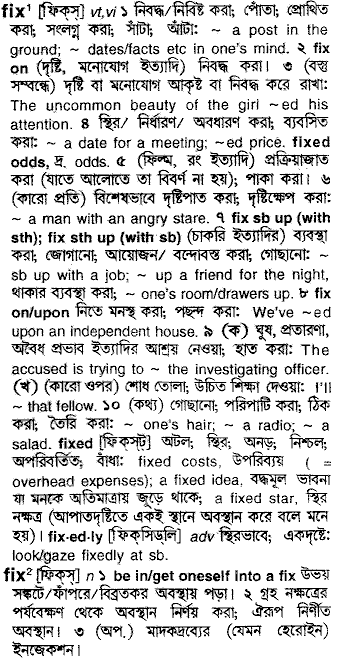 fix¹ [ফিক্স্] vt,vi ১ নিবদ্ধ/নিবিষ্ট করা; পোঁতা; প্রোথিত
করা; সংলগ্ন করা; সাঁটা; আঁটা: ~ a post in the
ground; ~ dates/facts etc in one's mind. ২ fix
on (দৃষ্টি, মনোযোগ ইত্যাদি) নিবদ্ধ করা। ৩ (বস্তু
সম্বন্ধে) দৃষ্টি বা মনোযোগ আকৃষ্ট বা নিবদ্ধ করে রাখা:
The uncommon beauty of the girl ~ed his
attention. ৪ স্থির/ নির্ধারণ/ অবধারণ করা; ব্যবসিত
করা: ~ a date for a meeting; ~ed price. fixed
odds, দ্র. odds. ৫ (ফিল্ম, রং ইত্যাদি) প্রক্রিয়াজাত
করা (যাতে আলোতে তা বিবর্ণ না হয়); পাকা করা। ৬
(কারো প্রতি) বিশেষভাবে দৃষ্টিপাত করা; দৃষ্টিক্ষেপ করা:
~ a man with an angry stare. ৭ fix sb up (with
sth); fix sth up (with sb) (চাকরি ইত্যাদির) ব্যবস্থা
করা; জোগানো; আয়োজন/ বন্দোবস্ত করা; গোছানো: ~
sb up with a job; ~ up a friend for the night,
থাকার ব্যবস্থা করা; ~ one's room/drawers up. ৮ fix
on/upon নিতে মনস্থ করা; পছন্দ করা: We've ~ed
upon an independent house. ৯ (ক) ঘুষ, প্রতারণা,
অবৈধ প্রভাব ইত্যাদির আশ্রয় নেওয়া; হাত করা: The
accused is trying to ~ the investigating officer.
(খ) (কারো ওপর) শোধ তোলা; উচিত শিক্ষা দেওয়া: I'll
~ that fellow. ১০ (কথ্য) গোছানো; পরিপাটি করা; ঠিক
করা; তৈরি করা: ~ one's hair; ~ a radio; ~ a
salad. fixed [ফিক্স্‌ট্] অটল; স্থির; অনড়; নিশ্চল;
অপরিবর্তিত; বাঁধা: fixed costs, উপরিব্যয় ( =
overhead expenses); a fixed idea, বদ্ধমূল ভাবনা
যা মনকে অতিমাত্রায় জুড়ে থাকে; a fixed star, স্থির
নক্ষত্র (আপাতদৃষ্টিতে একই স্থানে অবস্থান করে বলে মনে
হয়)। fix·ed·ly [ফিক্সিড্‌লি] adv স্থিরভাবে; একদৃষ্টে:
look/gaze fixedly at sb.
fix² [ফিক্স্] n ১ be in/get oneself into a fix উভয়
সঙ্কটে/ফাঁপরে/বিব্রতকর অবস্থায় পড়া। ২ গ্রহ নক্ষত্রের
পর্যবেক্ষণ থেকে অবস্থান নির্ণয় করা; ঐরূপ নির্ণীত
অবস্থান। ৩ (অপ.) মাদকদ্রব্যের (যেমন হেরোইন)
ইনজেকশন।